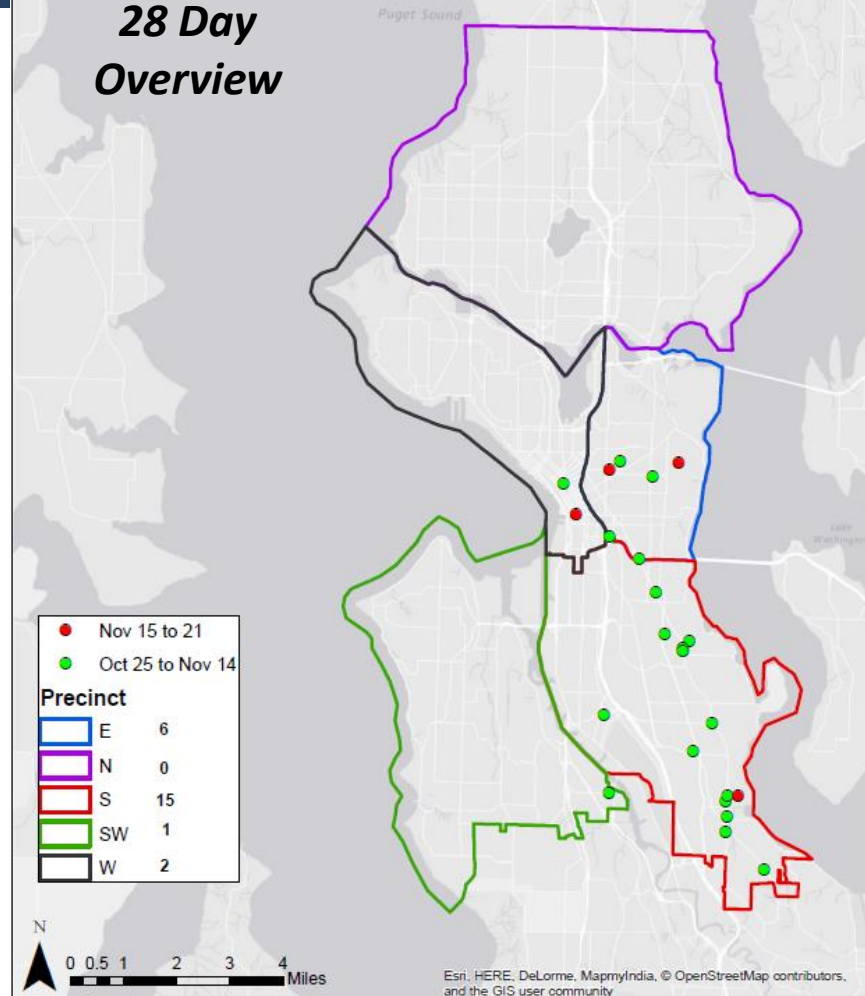 28 Day
Overview
Puget Sound
Lake
Washington
Nov 15 to 21
Oct 25 to Nov 14
Precinct
E 6
N 0
S 15
SW 1
W 2
N
0 0.5 1 2 3 4
Miles
Esri, HERE, DeLorme, MapmyIndia, © OpenStreetMap contributors,
and the GIS user community